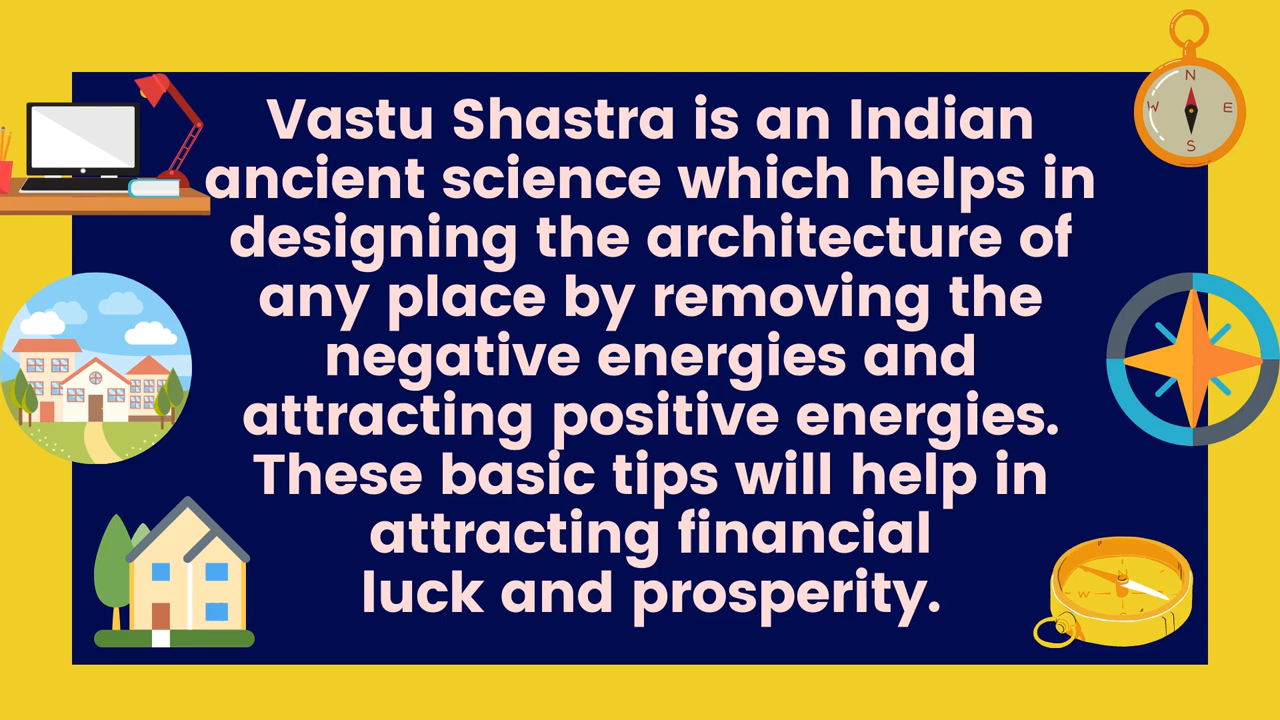 Vastu Shastra is an Indian
ancient science which helps in
designing the architecture of
any place by removing the
negative energies and
attracting positive energies.
These basic tips will help in
attracting financial
luck and prosperity.
N
W E
S
N
W